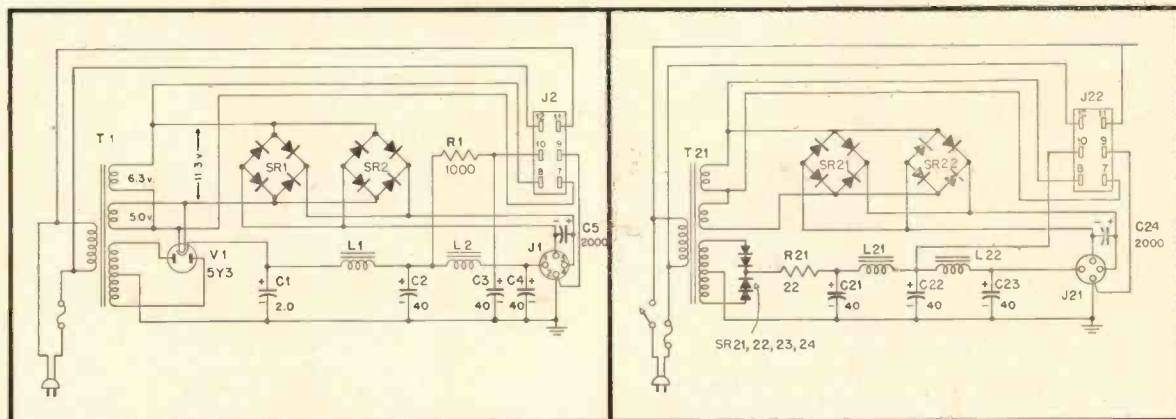 J2
12 11
10 9
8 7
T1
6.3 v.
11.3 v
5.0 v.
SR1
SR2
R1
1000
V1
5Y3
L1
L2
J1
C5
2000
C1
2.0
C2
40
C3
40
C4
40
J22
12 11
10 9
8 7
T21
SR21
SR22
R21
22
L21
L22
C24
2000
J21
C21
40
C22
40
C23
40
SR21, 22, 23, 24